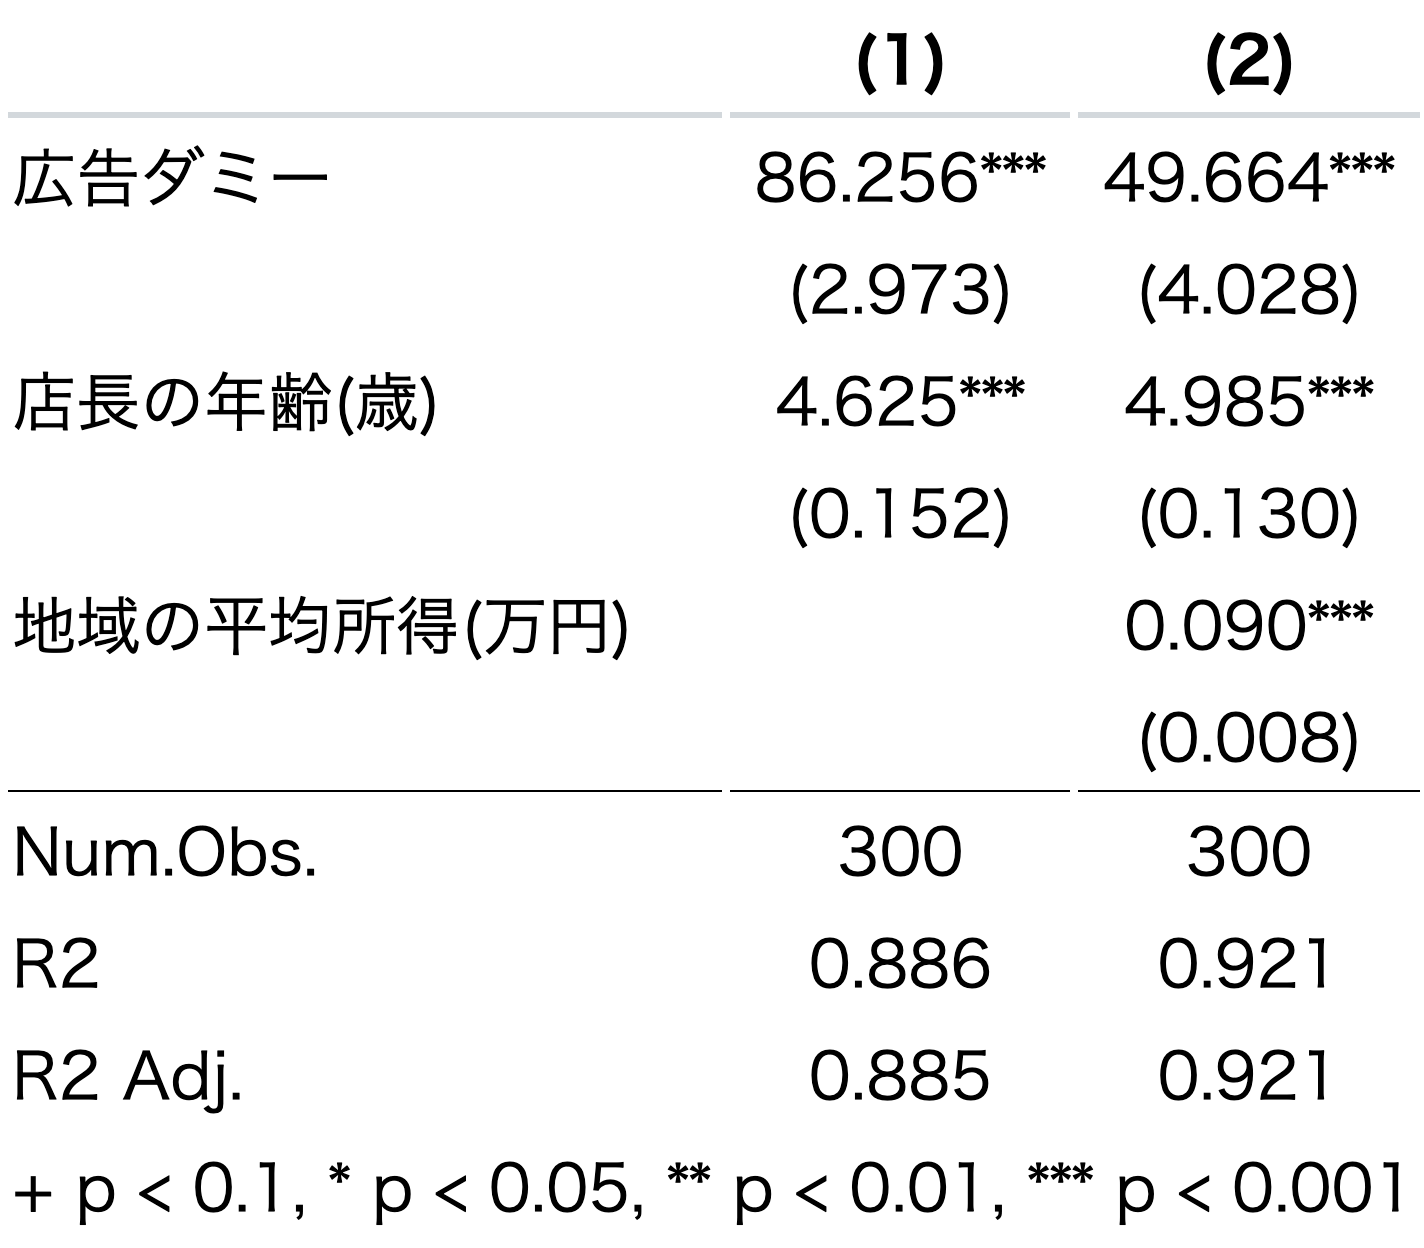 (1) (2)
広告ダミー 86.256*** 49.664***
(2.973) (4.028)
店長の年齢(歳) 4.625*** 4.985***
(0.152) (0.130)
地域の平均所得(万円) 0.090***
(0.008)
Num.Obs. 300 300
R2 0.886 0.921
R2 Adj. 0.885 0.921
+ p < 0.1, * p < 0.05, ** p < 0.01, *** p < 0.001